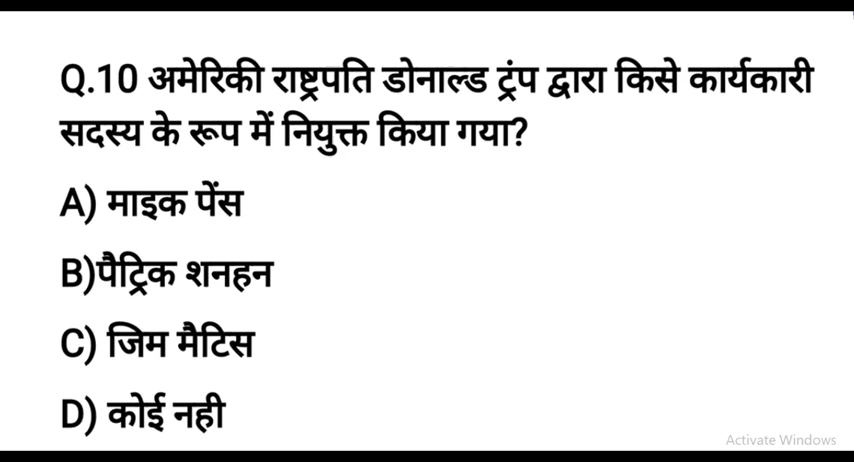 Q.10 अमेरिकी राष्ट्रपति डोनाल्ड ट्रंप द्वारा किसे कार्यकारी
सदस्य के रूप में नियुक्त किया गया?
A) माइक पेंस
B)पैट्रिक शनहन
C) जिम मैटिस
D) कोई नही
Activate Windows